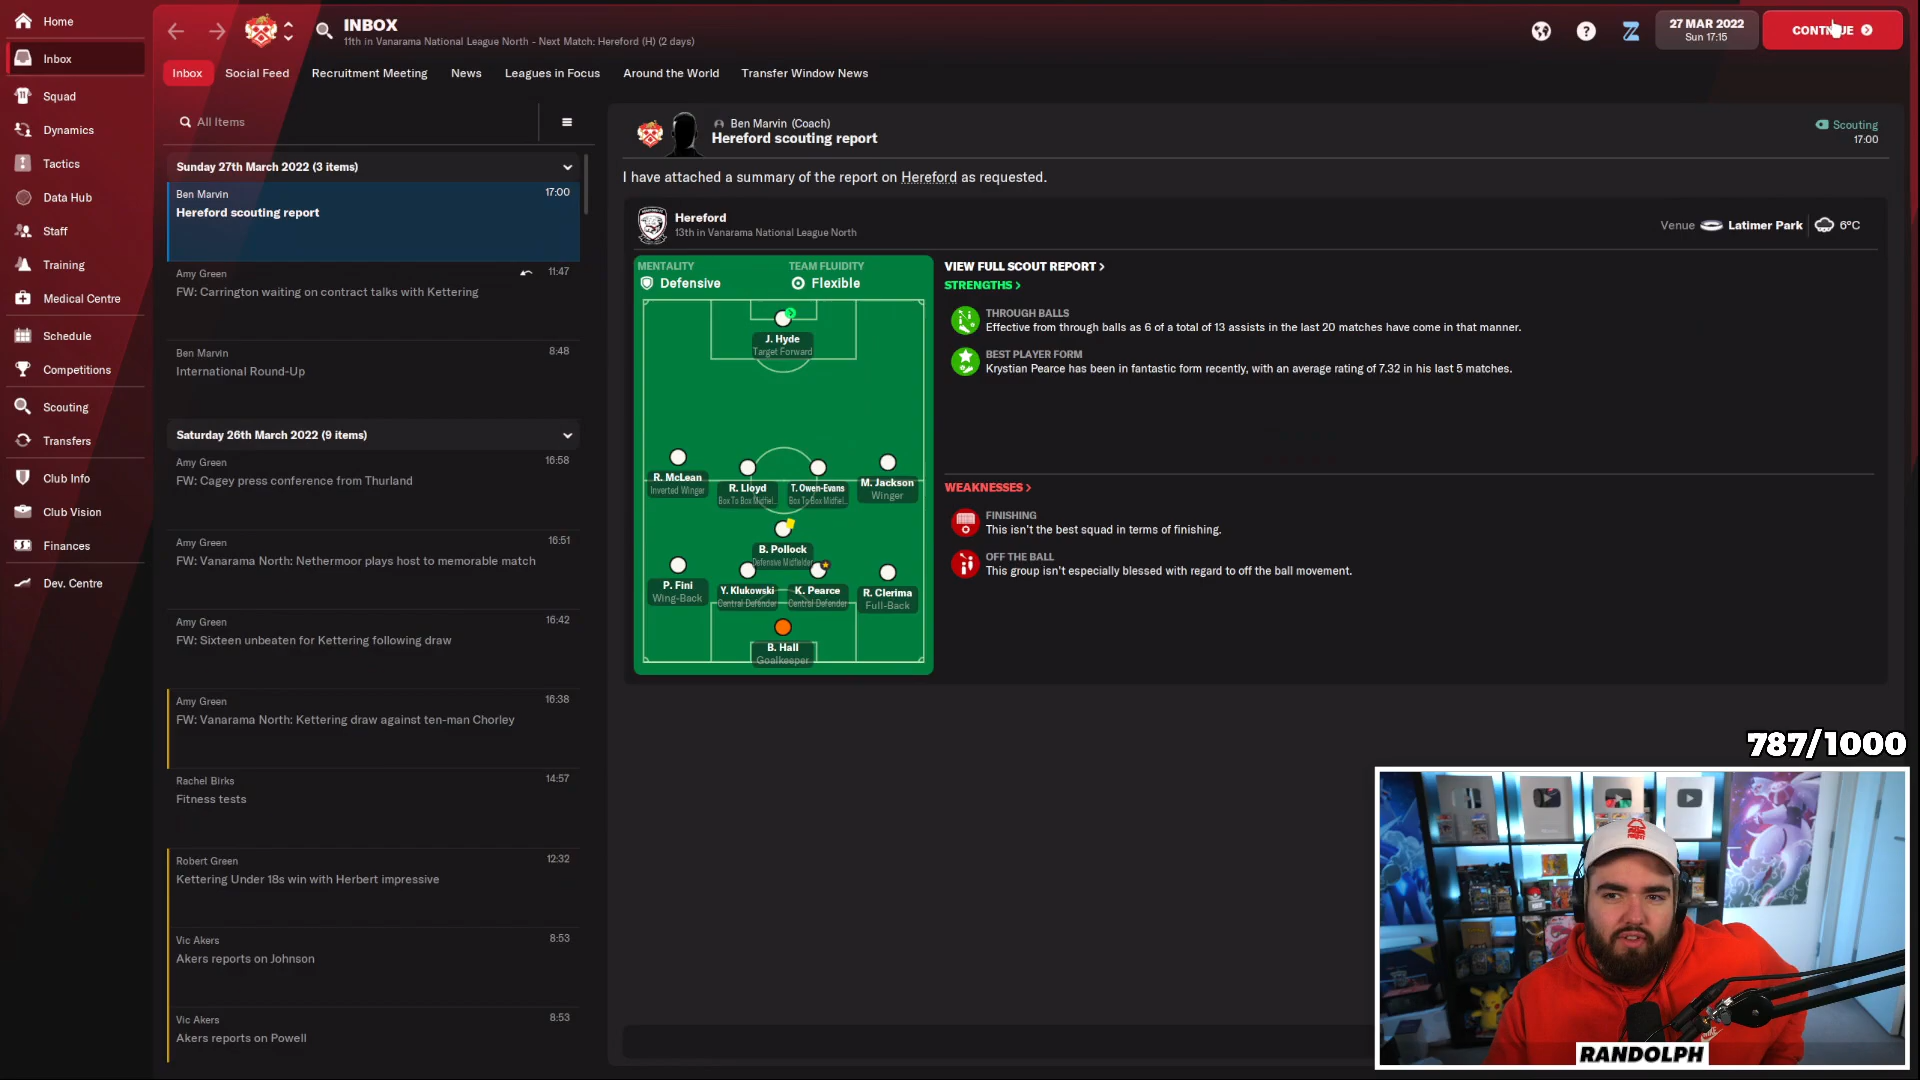 Home
Inbox
Squad
Dynamics
Tactics
Data Hub
Staff
Training
Medical Centre
Schedule
Competitions
Scouting
Transfers
Club Info
Club Vision
Finances
Dev. Centre
INBOX
11th in Vanarama National League North - Next Match: Hereford (H) (2 days)
27 MAR 2022
Sun 17:15
CONTINUE
Inbox Social Feed Recruitment Meeting News Leagues in Focus Around the World Transfer Window News
All Items
Sunday 27th March 2022 (3 items)
Ben Marvin 17:00
Hereford scouting report
Amy Green 11:47
FW: Carrington waiting on contract talks with Kettering
Ben Marvin 8:48
International Round-Up
Saturday 26th March 2022 (9 items)
Amy Green 16:58
FW: Cagey press conference from Thurland
Amy Green 16:51
FW: Vanarama North: Nethermoor plays host to memorable match
Amy Green 16:42
FW: Sixteen unbeaten for Kettering following draw
Amy Green 16:38
FW: Vanarama North: Kettering draw against ten-man Chorley
Rachel Birks 14:57
Fitness tests
Robert Green 12:32
Kettering Under 18s win with Herbert impressive
Vic Akers 8:53
Akers reports on Johnson
Vic Akers 8:53
Akers reports on Powell
Ben Marvin (Coach)
Hereford scouting report
Scouting
17:00
I have attached a summary of the report on Hereford as requested.
Hereford
13th in Vanarama National League North
Venue Latimer Park 6°C
MENTALITY TEAM FLUIDITY
Defensive Flexible
J. Hyde
Target Forward
R. McLean
Inverted Winger
R. Lloyd
Box To Box Midfiel...
T. Owen-Evans
Box To Box Midfiel...
M. Jackson
Winger
B. Pollock
Defensive Midfielder
P. Fini
Wing-Back
Y. Klukowski
Central Defender
K. Pearce
Central Defender
R. Clerima
Full-Back
B. Hall
Goalkeeper
VIEW FULL SCOUT REPORT >
STRENGTHS >
THROUGH BALLS
Effective from through balls as 6 of a total of 13 assists in the last 20 matches have come in that manner.
BEST PLAYER FORM
Krystian Pearce has been in fantastic form recently, with an average rating of 7.32 in his last 5 matches.
WEAKNESSES >
FINISHING
This isn't the best squad in terms of finishing.
OFF THE BALL
This group isn't especially blessed with regard to off the ball movement.
787/1000
RANDOLPH